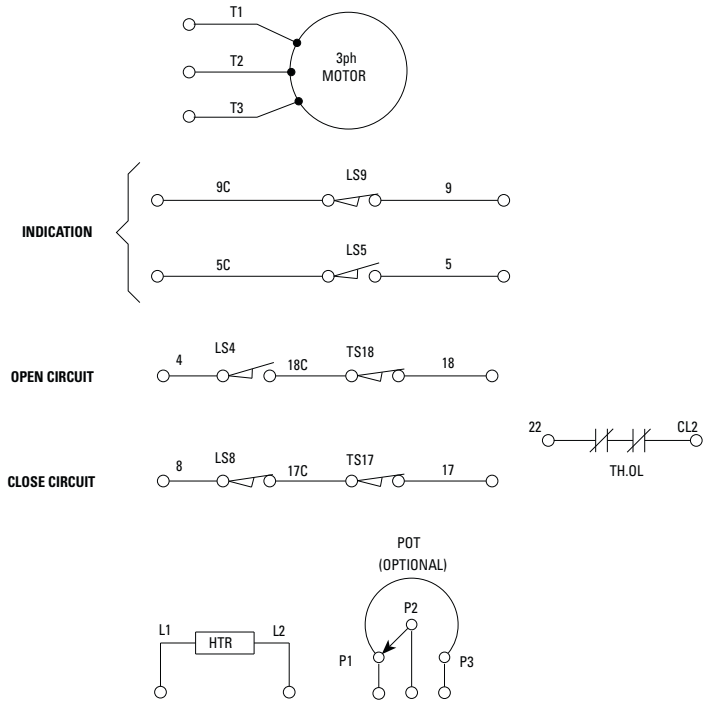 T1
3ph
T2
MOTOR
T3
LS9
9C
9
INDICATION
LS5
5C
5
4
LS4
18C
TS18
18
OPEN CIRCUIT
22
CL2
TH.OL
8
LS8
17C
TS17
17
CLOSE CIRCUIT
POT
(OPTIONAL)
P2
L1
HTR
L2
P1
P3